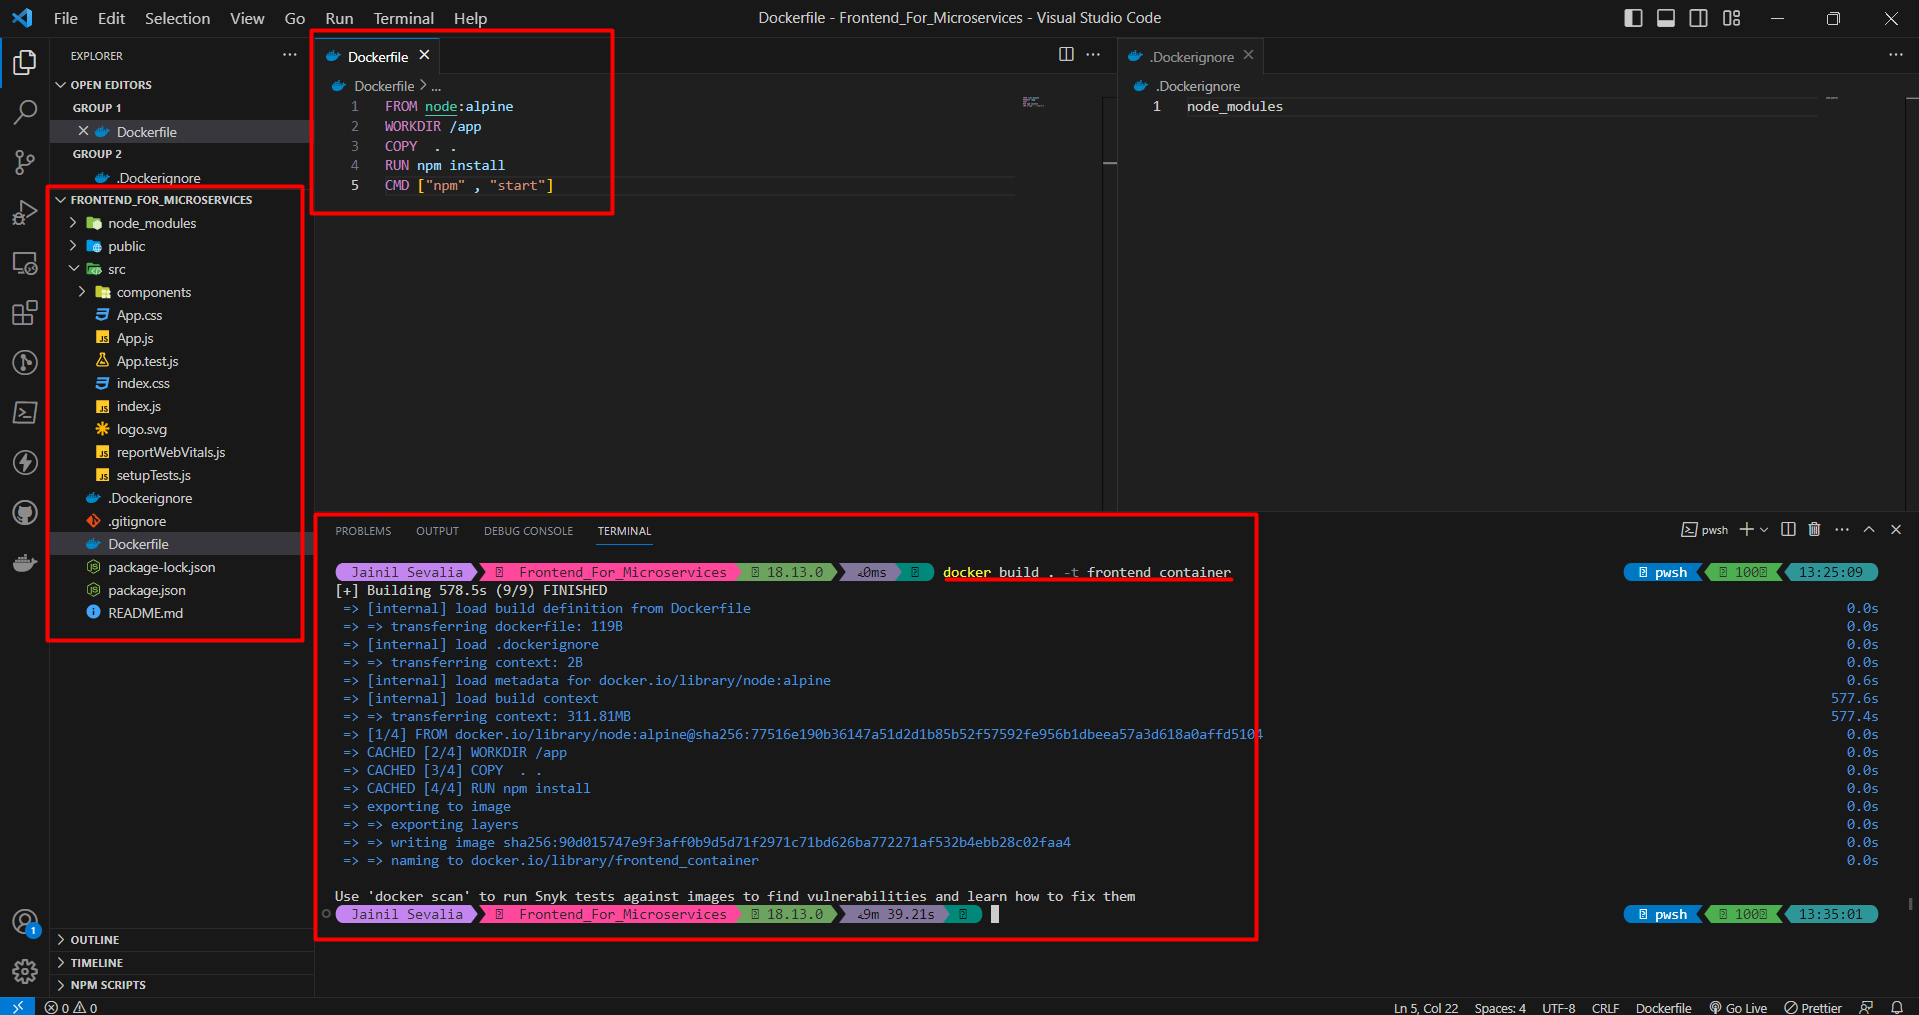 File Edit Selection View Go Run Terminal Help
Dockerfile - Frontend_For_Microservices - Visual Studio Code
EXPLORER
OPEN EDITORS
GROUP 1
Dockerfile
GROUP 2
.Dockerignore
FRONTEND_FOR_MICROSERVICES
node_modules
public
src
components
App.css
App.js
App.test.js
index.css
index.js
logo.svg
reportWebVitals.js
setupTests.js
.Dockerignore
.gitignore
Dockerfile
package-lock.json
package.json
README.md
OUTLINE
TIMELINE
NPM SCRIPTS
Dockerfile
Dockerfile > ...
1 FROM node:alpine
2 WORKDIR /app
3 COPY . .
4 RUN npm install
5 CMD ["npm" , "start"]
.Dockerignore
.Dockerignore
1 node_modules
PROBLEMS OUTPUT DEBUG CONSOLE TERMINAL
pwsh
Jainil Sevalia Frontend_For_Microservices 18.13.0 0ms docker build . -t frontend_container pwsh 100 13:25:09
[+] Building 578.5s (9/9) FINISHED
=> [internal] load build definition from Dockerfile 0.0s
=> => transferring dockerfile: 119B 0.0s
=> [internal] load .dockerignore 0.0s
=> => transferring context: 2B 0.0s
=> [internal] load metadata for docker.io/library/node:alpine 0.6s
=> [internal] load build context 577.6s
=> => transferring context: 311.81MB 577.4s
=> [1/4] FROM docker.io/library/node:alpine@sha256:77516e190b36147a51d2d1b85b52f57592fe956b1dbeea57a3d618a0affd5104 0.0s
=> CACHED [2/4] WORKDIR /app 0.0s
=> CACHED [3/4] COPY . . 0.0s
=> CACHED [4/4] RUN npm install 0.0s
=> exporting to image 0.0s
=> => exporting layers 0.0s
=> => writing image sha256:90d015747e9f3aff0b9d5d71f2971c71bd626ba772271af532b4ebb28c02faa4 0.0s
=> => naming to docker.io/library/frontend_container 0.0s
Use 'docker scan' to run Snyk tests against images to find vulnerabilities and learn how to fix them
Jainil Sevalia Frontend_For_Microservices 18.13.0 9m 39.21s pwsh 100 13:35:01
1
0 0
Ln 5, Col 22 Spaces: 4 UTF-8 CRLF Dockerfile Go Live Prettier